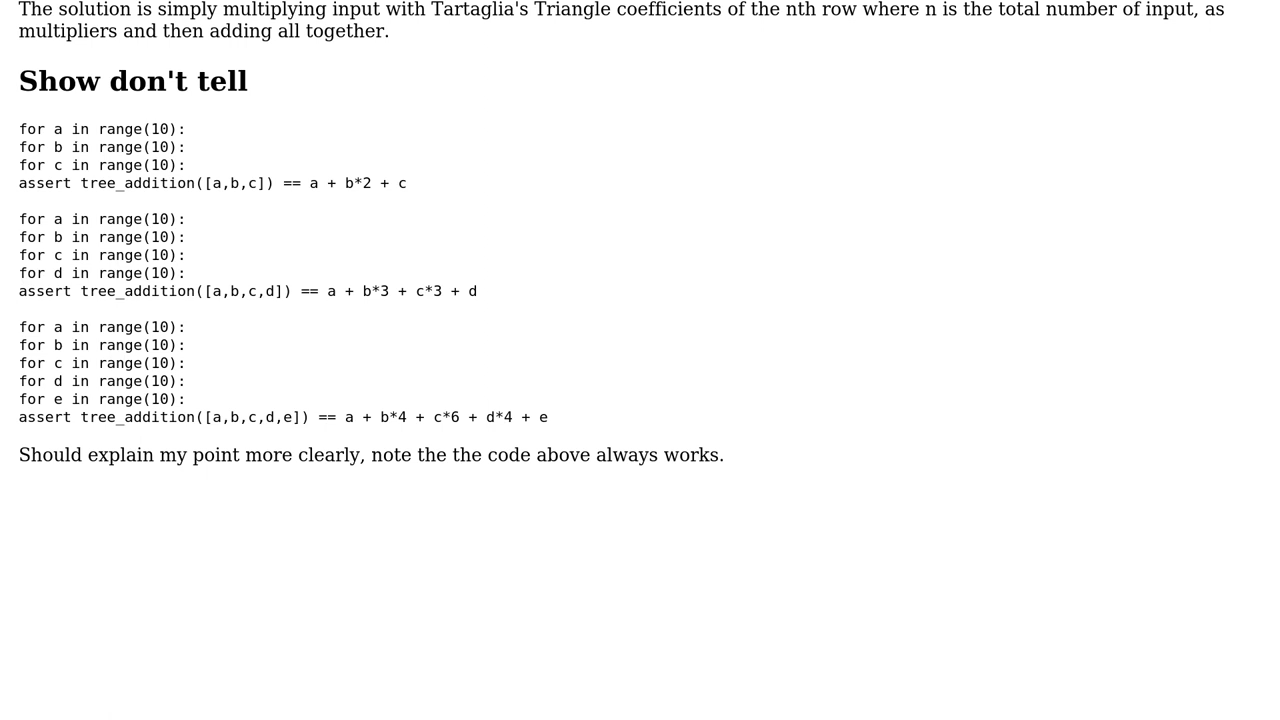 The solution is simply multiplying input with Tartaglia's Triangle coefficients of the nth row where n is the total number of input, as
multipliers and then adding all together.
Show don't tell
for a in range(10):
for b in range(10):
for c in range(10):
assert tree_addition([a,b,c]) == a + b*2 + c
for a in range(10):
for b in range(10):
for c in range(10):
for d in range(10):
assert tree_addition([a,b,c,d]) == a + b*3 + c*3 + d
for a in range(10):
for b in range(10):
for c in range(10):
for d in range(10):
for e in range(10):
assert tree_addition([a,b,c,d,e]) == a + b*4 + c*6 + d*4 + e
Should explain my point more clearly, note the the code above always works.